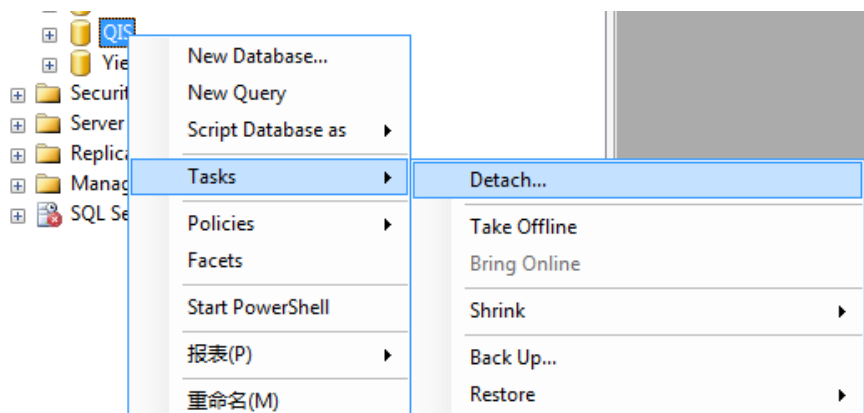 QIS
Yie
Securit
Server
Replica
Manag
SQL Se
New Database...
New Query
Script Database as
Tasks
Policies
Facets
Start PowerShell
报表(P)
重命名(M)
Detach...
Take Offline
Bring Online
Shrink
Back Up...
Restore